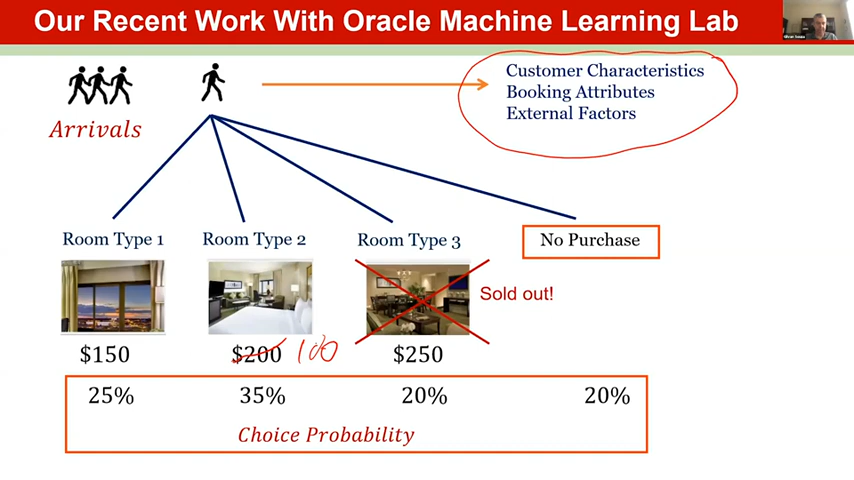 Our Recent Work With Oracle Machine Learning Lab
Customer Characteristics
Booking Attributes
External Factors
Arrivals
Room Type 1 Room Type 2 Room Type 3 No Purchase
Sold out!
$150 $200 100 $250
25% 35% 20% 20%
Choice Probability